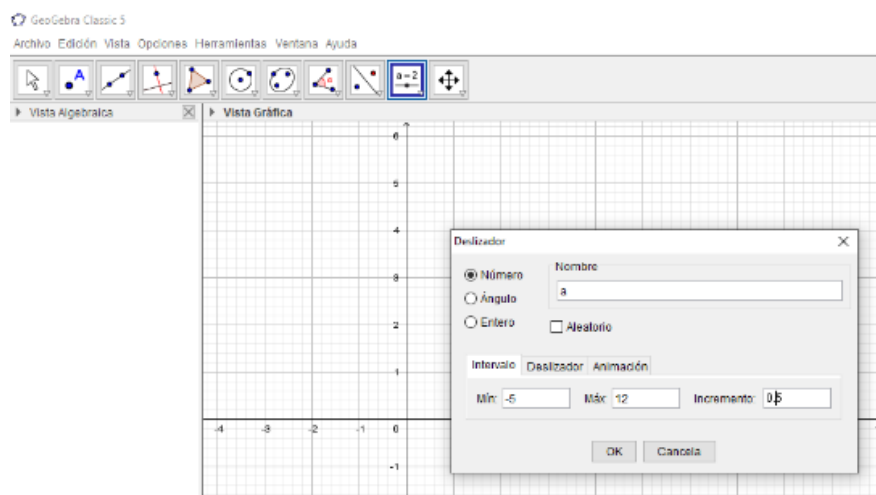 GeoGebra Classic 5
Archivo Edición Vista Opciones Herramientas Ventana Ayuda
A
a=2
Vista Algebraica
Vista Gráfica
6
5
4
3
2
1
-4 -3 -2 -1 0
-1
Deslizador
Número
Ángulo
Entero
Nombre
a
Aleatorio
Intervalo Deslizador Animación
Mín: -5 Máx: 12 Incremento: 0.5
OK Cancela